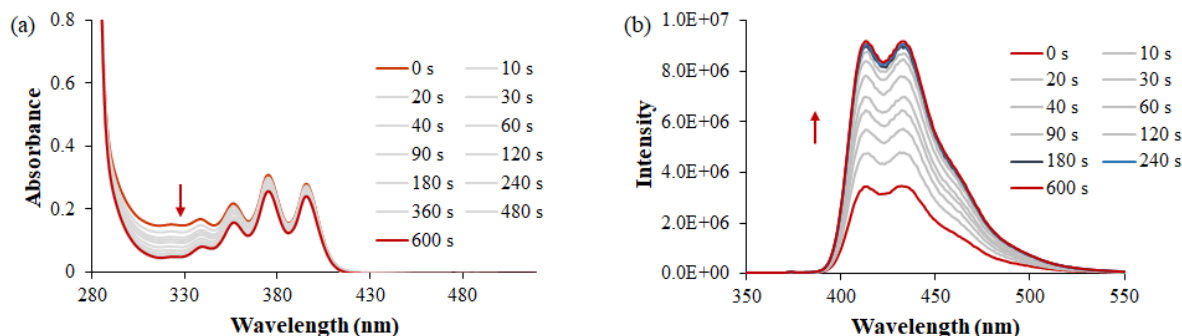 (a)
0.8
0.6
0.4
0.2
0
Absorbance
280 330 380 430 480
Wavelength (nm)
0 s 10 s
20 s 30 s
40 s 60 s
90 s 120 s
180 s 240 s
360 s 480 s
600 s
(b)
1.0E+07
8.0E+06
6.0E+06
4.0E+06
2.0E+06
0.0E+00
Intensity
350 400 450 500 550
Wavelength (nm)
0 s 10 s
20 s 30 s
40 s 60 s
90 s 120 s
180 s 240 s
600 s